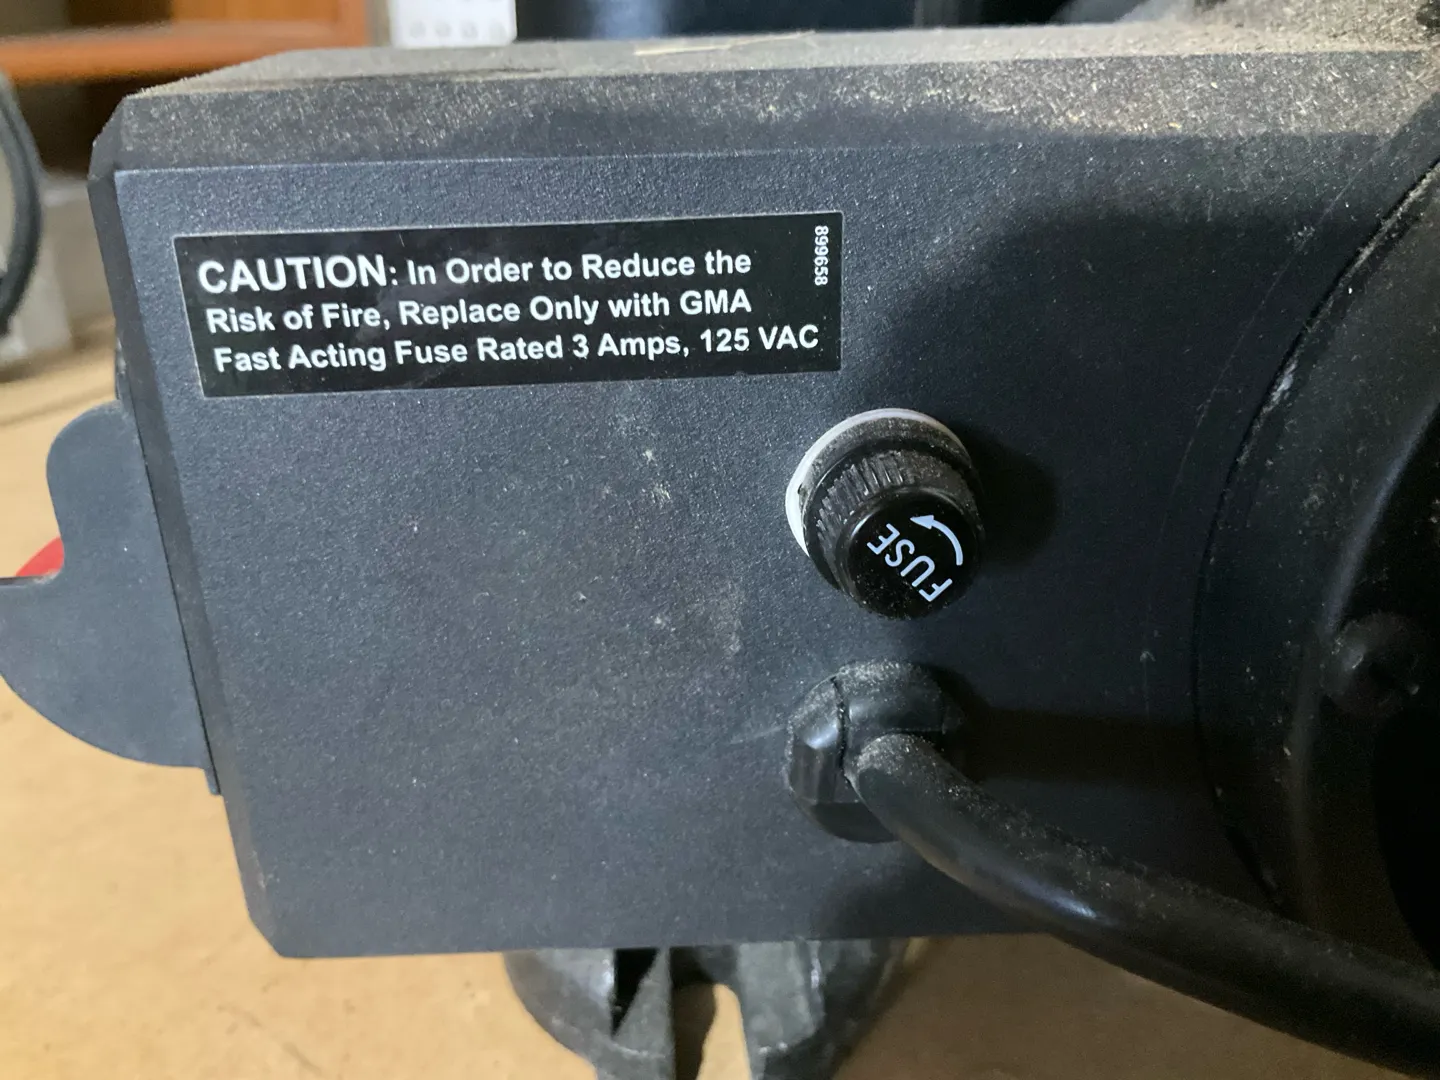 CAUTION: In Order to Reduce the
Risk of Fire, Replace Only with GMA
Fast Acting Fuse Rated 3 Amps, 125 VAC
899658
FUSE